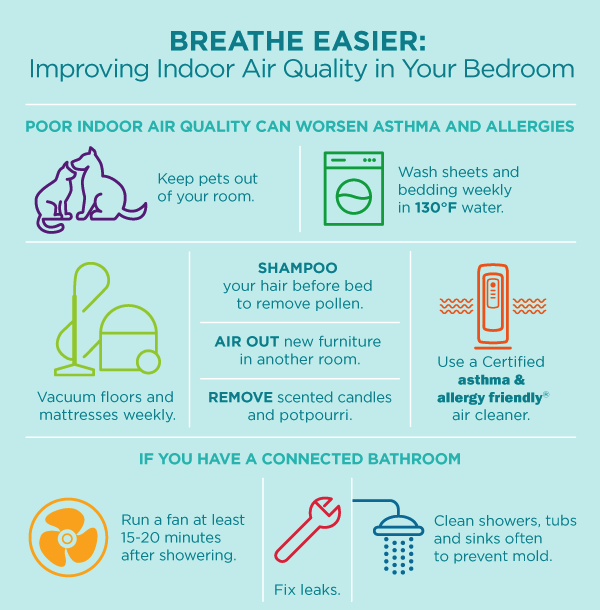 BREATHE EASIER:
Improving Indoor Air Quality in Your Bedroom
POOR INDOOR AIR QUALITY CAN WORSEN ASTHMA AND ALLERGIES
Keep pets out
of your room.
Wash sheets and
bedding weekly
in 130°F water.
Vacuum floors and
mattresses weekly.
SHAMPOO
your hair before bed
to remove pollen.
AIR OUT new furniture
in another room.
REMOVE scented candles
and potpourri.
Use a Certified
asthma &
allergy friendly®
air cleaner.
IF YOU HAVE A CONNECTED BATHROOM
Run a fan at least
15-20 minutes
after showering.
Fix leaks.
Clean showers, tubs
and sinks often
to prevent mold.